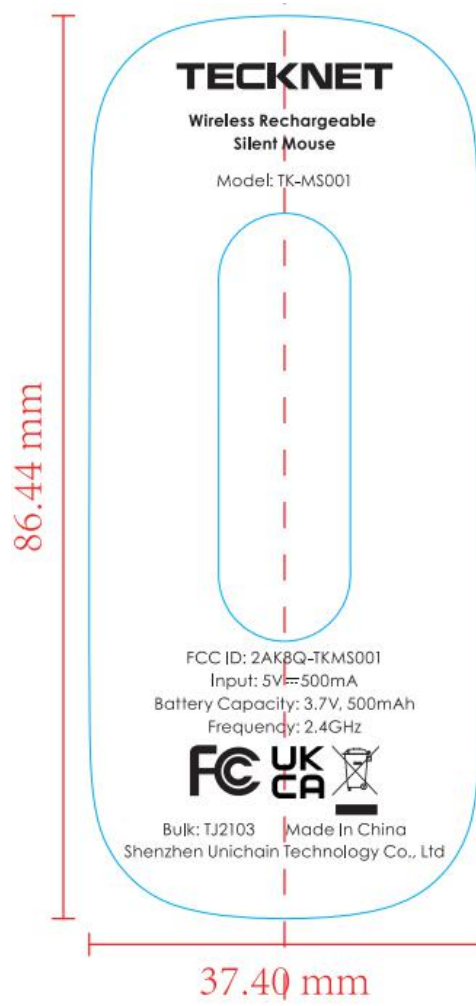 TECKNET
Wireless Rechargeable
Silent Mouse
Model: TK-MS001
86.44 mm
FCC ID: 2AK8Q-TKMS001
Input: 5V⎓500mA
Battery Capacity: 3.7V, 500mAh
Frequency: 2.4GHz
FC UK CA
Bulk: TJ2103 Made In China
Shenzhen Unichain Technology Co., Ltd
37.40 mm